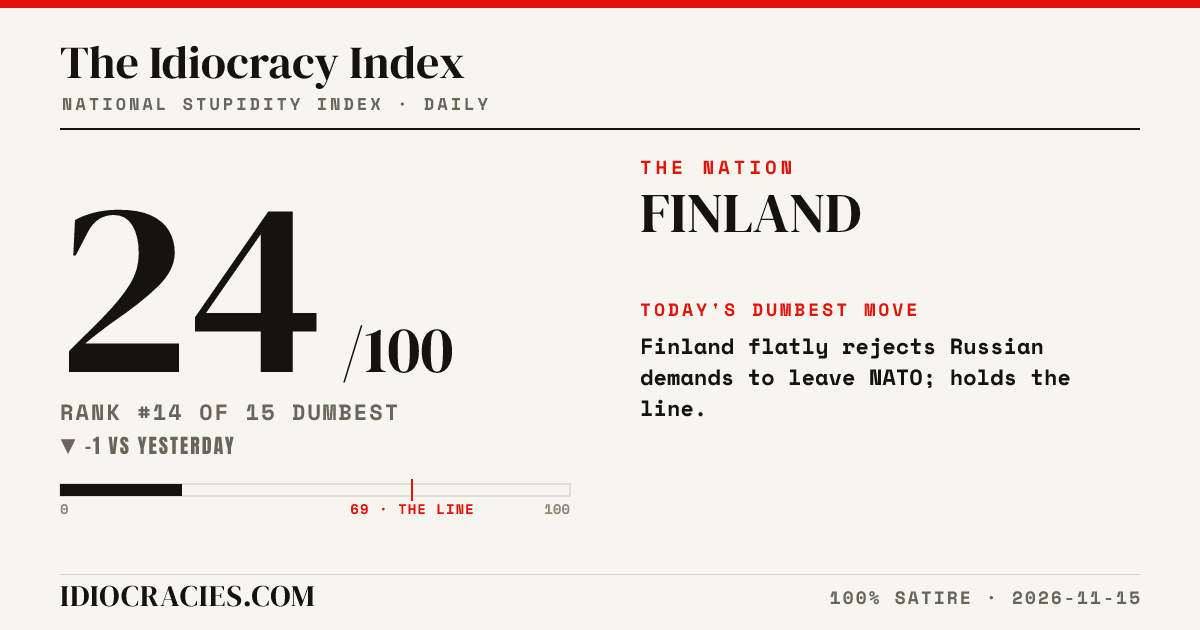 The Idiocracy Index
NATIONAL STUPIDITY INDEX · DAILY
24 /100
RANK #14 OF 15 DUMBEST
▼ -1 VS YESTERDAY
0
69 · THE LINE
100
THE NATION
FINLAND
TODAY'S DUMBEST MOVE
Finland flatly rejects Russian
demands to leave NATO; holds the
line.
IDIOCRACIES.COM
100% SATIRE · 2026-11-15